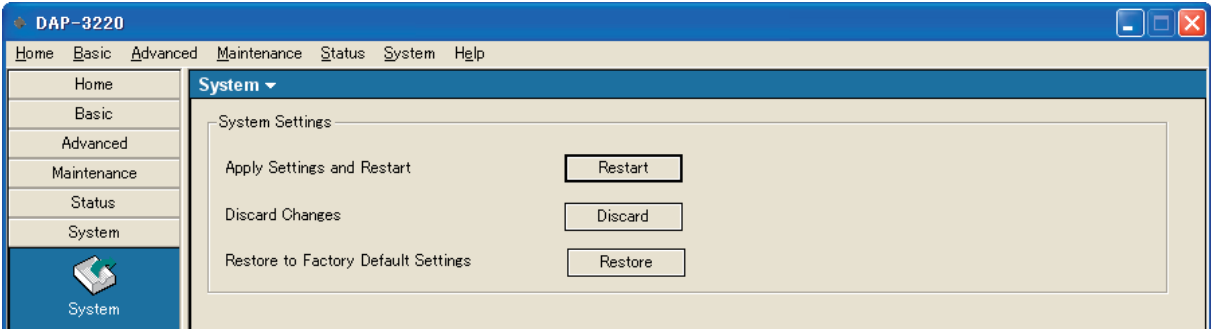 DAP-3220
Home Basic Advanced Maintenance Status System Help
Home
Basic
Advanced
Maintenance
Status
System
System
System
System Settings
Apply Settings and Restart Restart
Discard Changes Discard
Restore to Factory Default Settings Restore